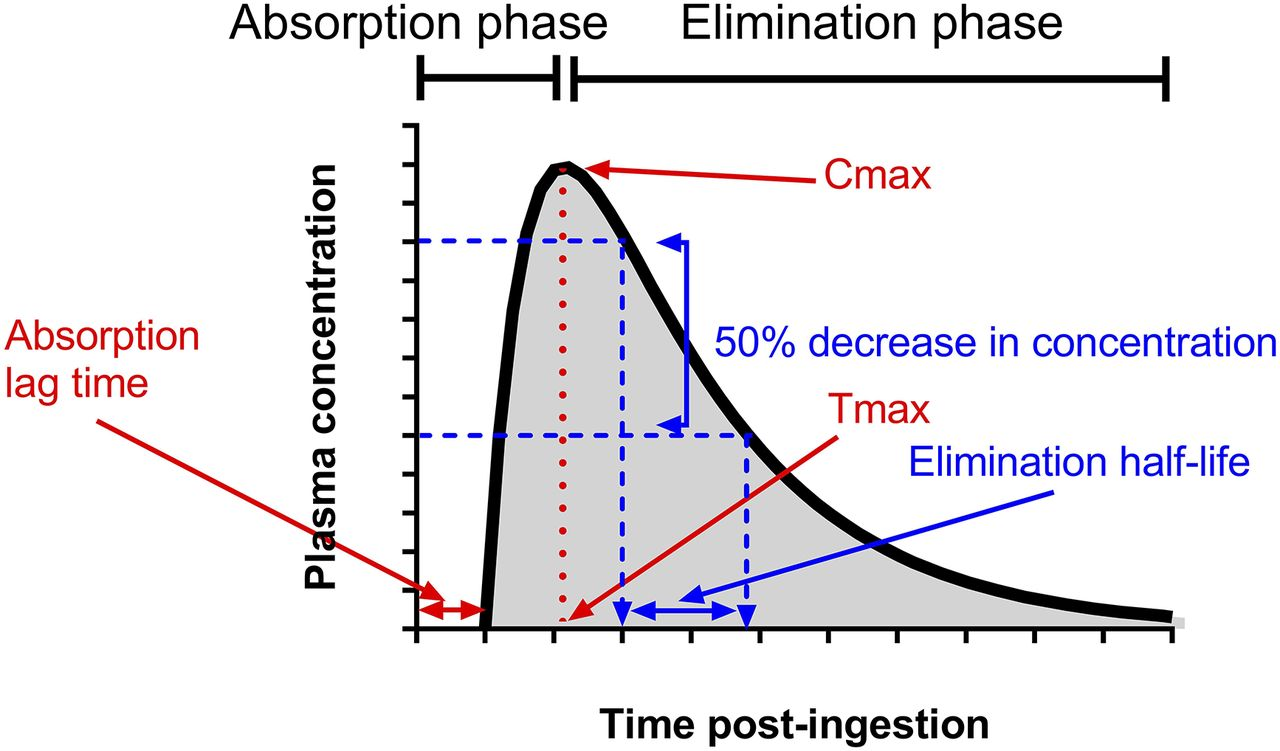 Absorption phase
Elimination phase
Cmax
Plasma concentration
Absorption
lag time
50% decrease in concentration
Tmax
Elimination half-life
Time post-ingestion